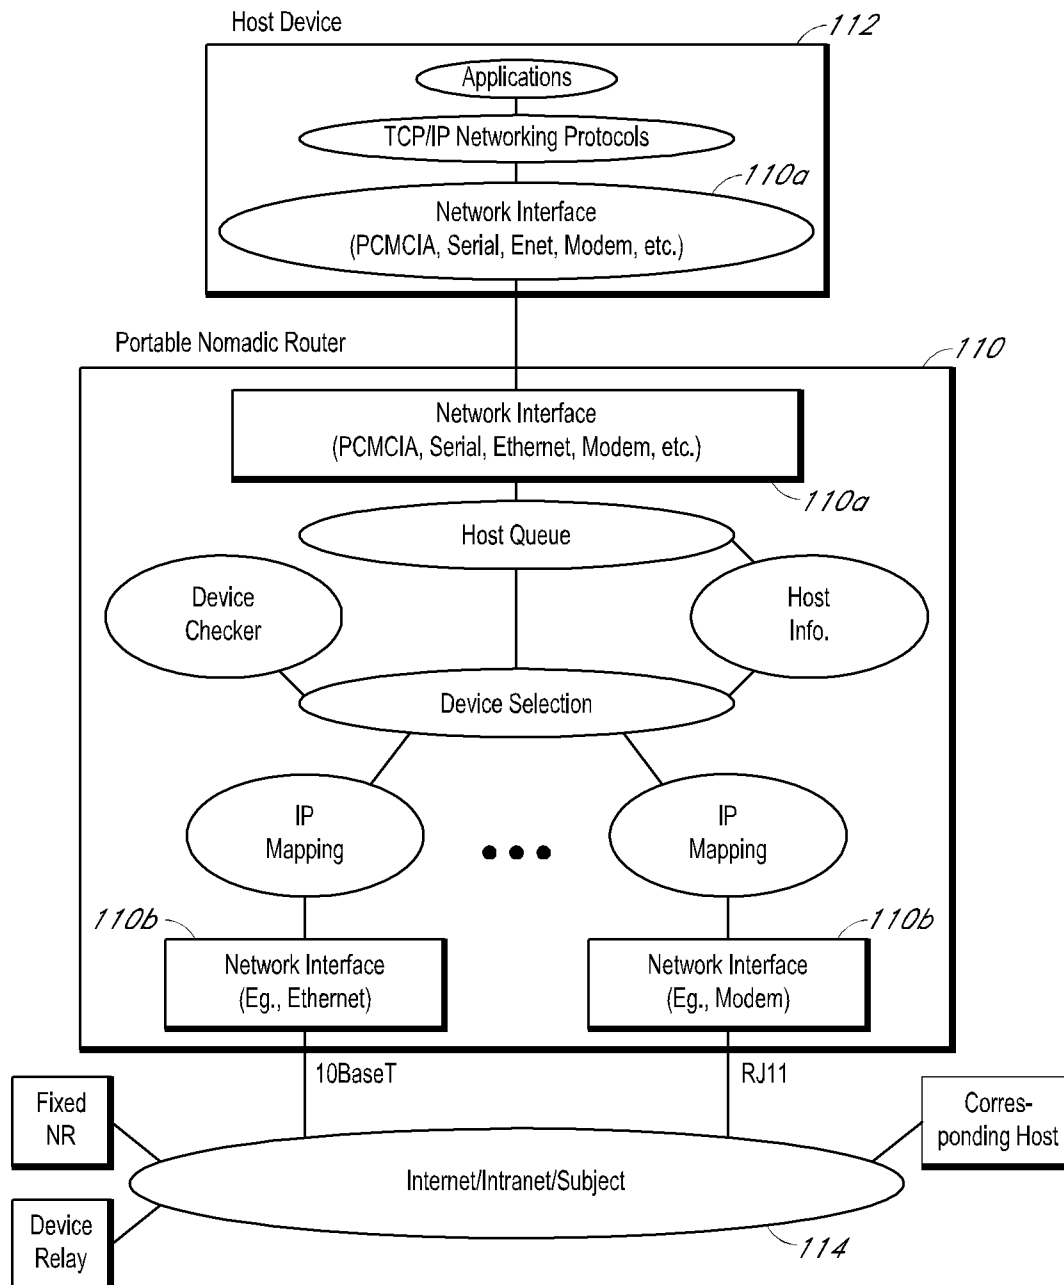 Host Device
112
Applications
TCP/IP Networking Protocols
110a
Network Interface
(PCMCIA, Serial, Enet, Modem, etc.)
Portable Nomadic Router
110
Network Interface
(PCMCIA, Serial, Ethernet, Modem, etc.)
110a
Host Queue
Device
Checker
Host
Info.
Device Selection
IP
Mapping
IP
Mapping
110b
110b
Network Interface
(Eg., Ethernet)
Network Interface
(Eg., Modem)
10BaseT
RJ11
Fixed
NR
Corres-
ponding Host
Internet/Intranet/Subject
Device
Relay
114